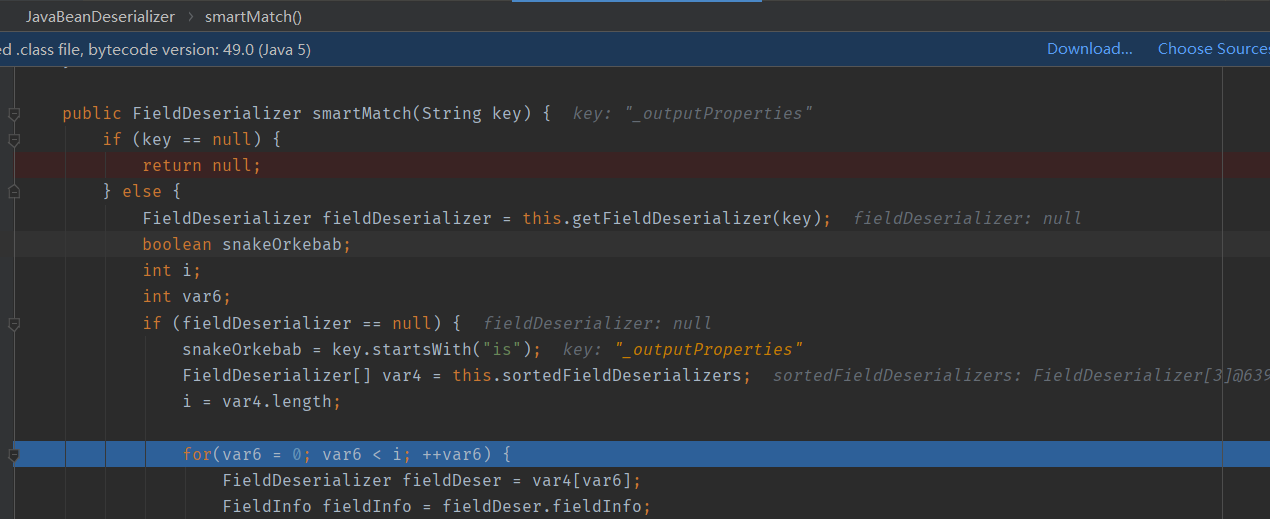 JavaBeanDeserializer › smartMatch()
ed .class file, bytecode version: 49.0 (Java 5) Download... Choose Sources
public FieldDeserializer smartMatch(String key) { key: "_outputProperties"
if (key == null) {
return null;
} else {
FieldDeserializer fieldDeserializer = this.getFieldDeserializer(key); fieldDeserializer: null
boolean snakeOrkebab;
int i;
int var6;
if (fieldDeserializer == null) { fieldDeserializer: null
snakeOrkebab = key.startsWith("is"); key: "_outputProperties"
FieldDeserializer[] var4 = this.sortedFieldDeserializers; sortedFieldDeserializers: FieldDeserializer[3]@639
i = var4.length;
for(var6 = 0; var6 < i; ++var6) {
FieldDeserializer fieldDeser = var4[var6];
FieldInfo fieldInfo = fieldDeser.fieldInfo;